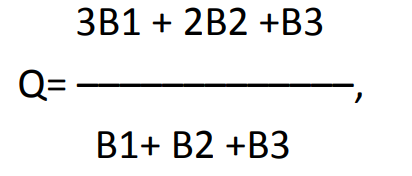 3B1 + 2B2 +B3
Q= ,
B1+ B2 +B3